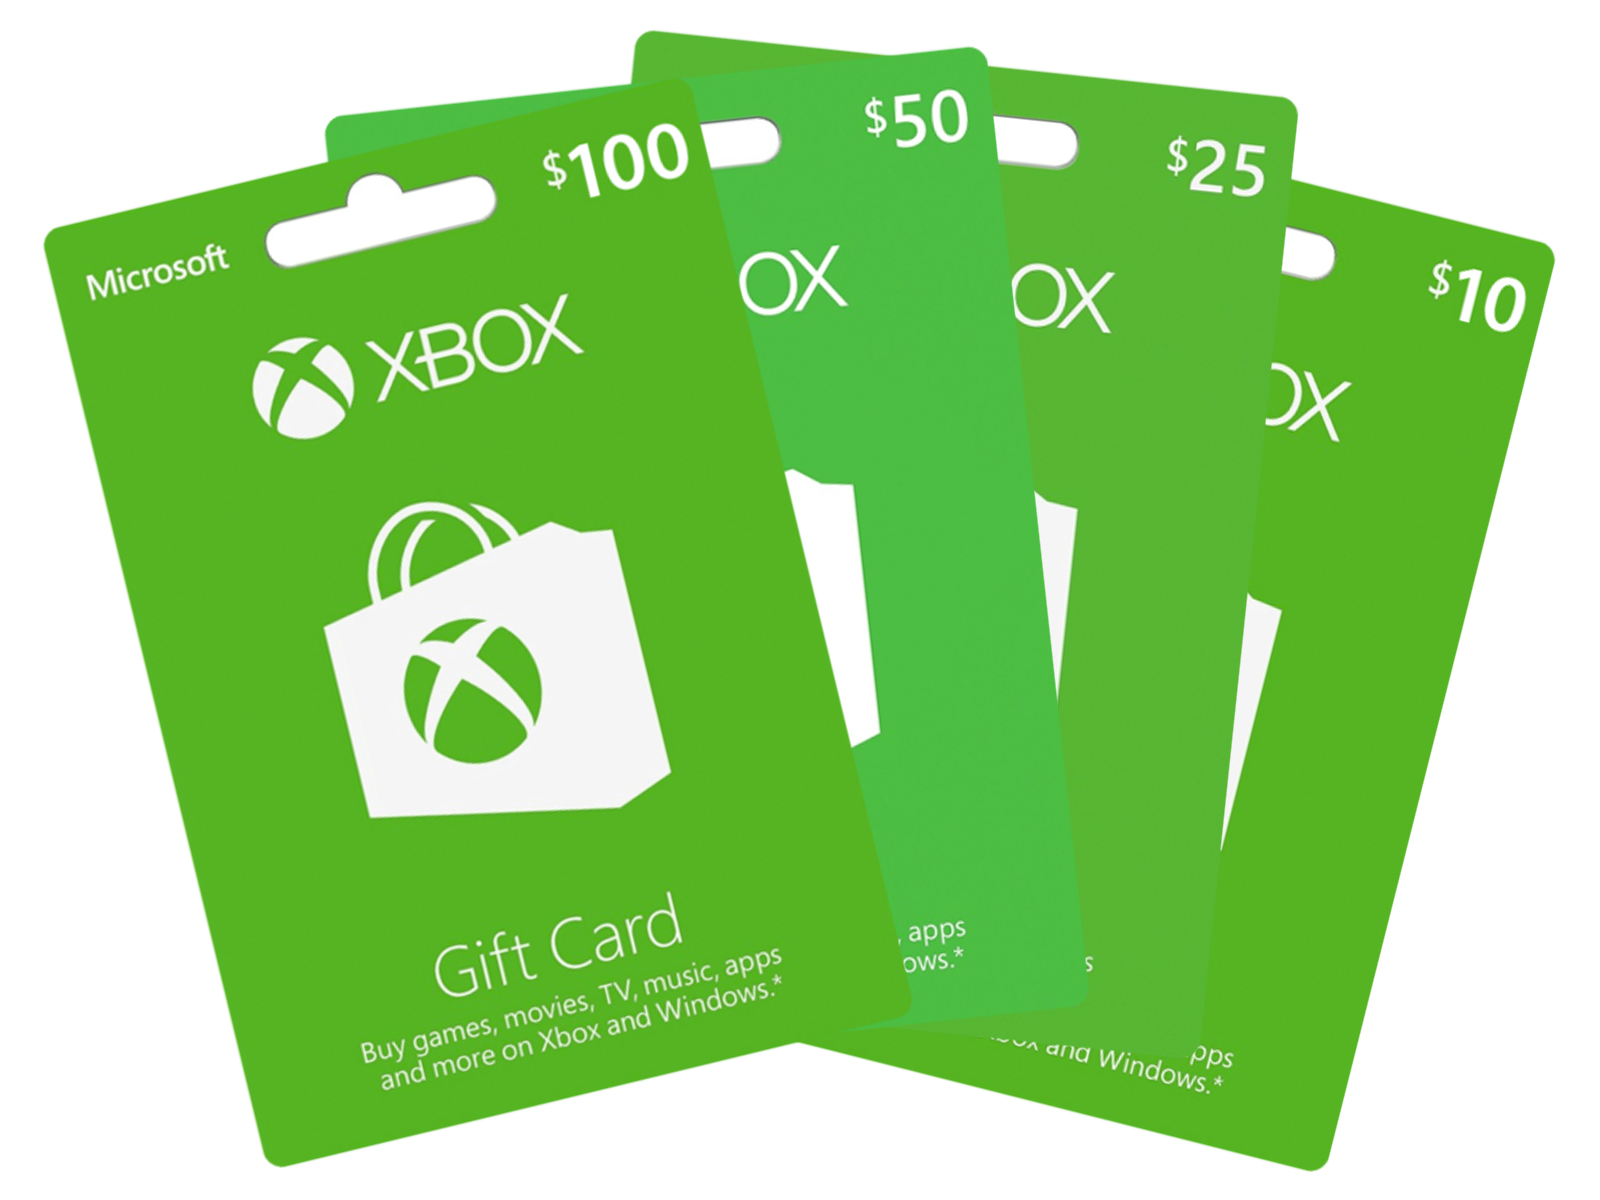 Microsoft
$100
XBOX
Gift Card
Buy games, movies, TV, music, apps
and more on Xbox and Windows.*
$50
OX
, apps
ows.*
$25
OX
s
$10
OX
pps
and Windows.*